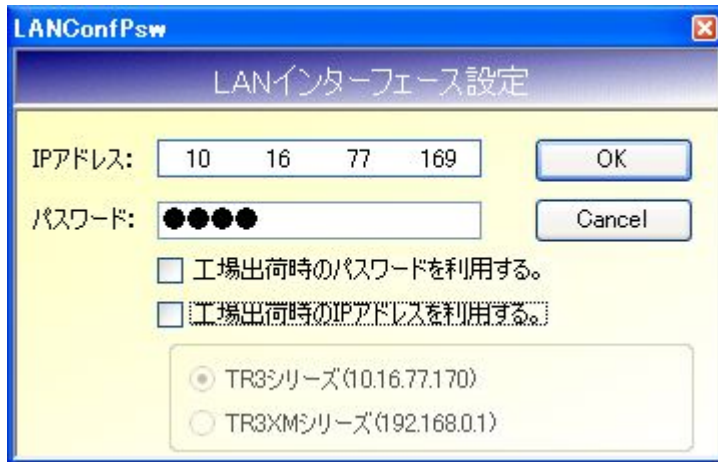 LANConfPsw
LANインターフェース設定
IPアドレス: 10 16 77 169 OK
パスワード: ●●●● Cancel
工場出荷時のパスワードを利用する。
工場出荷時のIPアドレスを利用する。
TR3シリーズ(10.16.77.170)
TR3XMシリーズ(192.168.0.1)